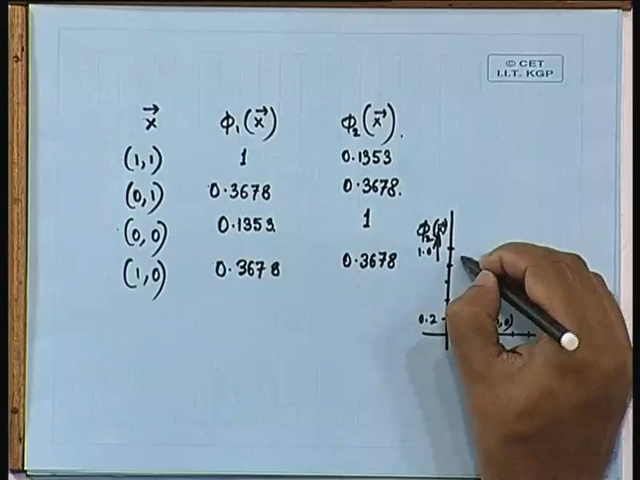 © CET
I.I.T. KGP
x⃗ ϕ₁(x⃗) ϕ₂(x⃗).
(1,1) 1 0.1353
(0,1) 0.3678 0.3678.
(0,0) 0.1353 1
(1,0) 0.3678 0.3678
ϕ₂(x⃗)
1.0
0.2